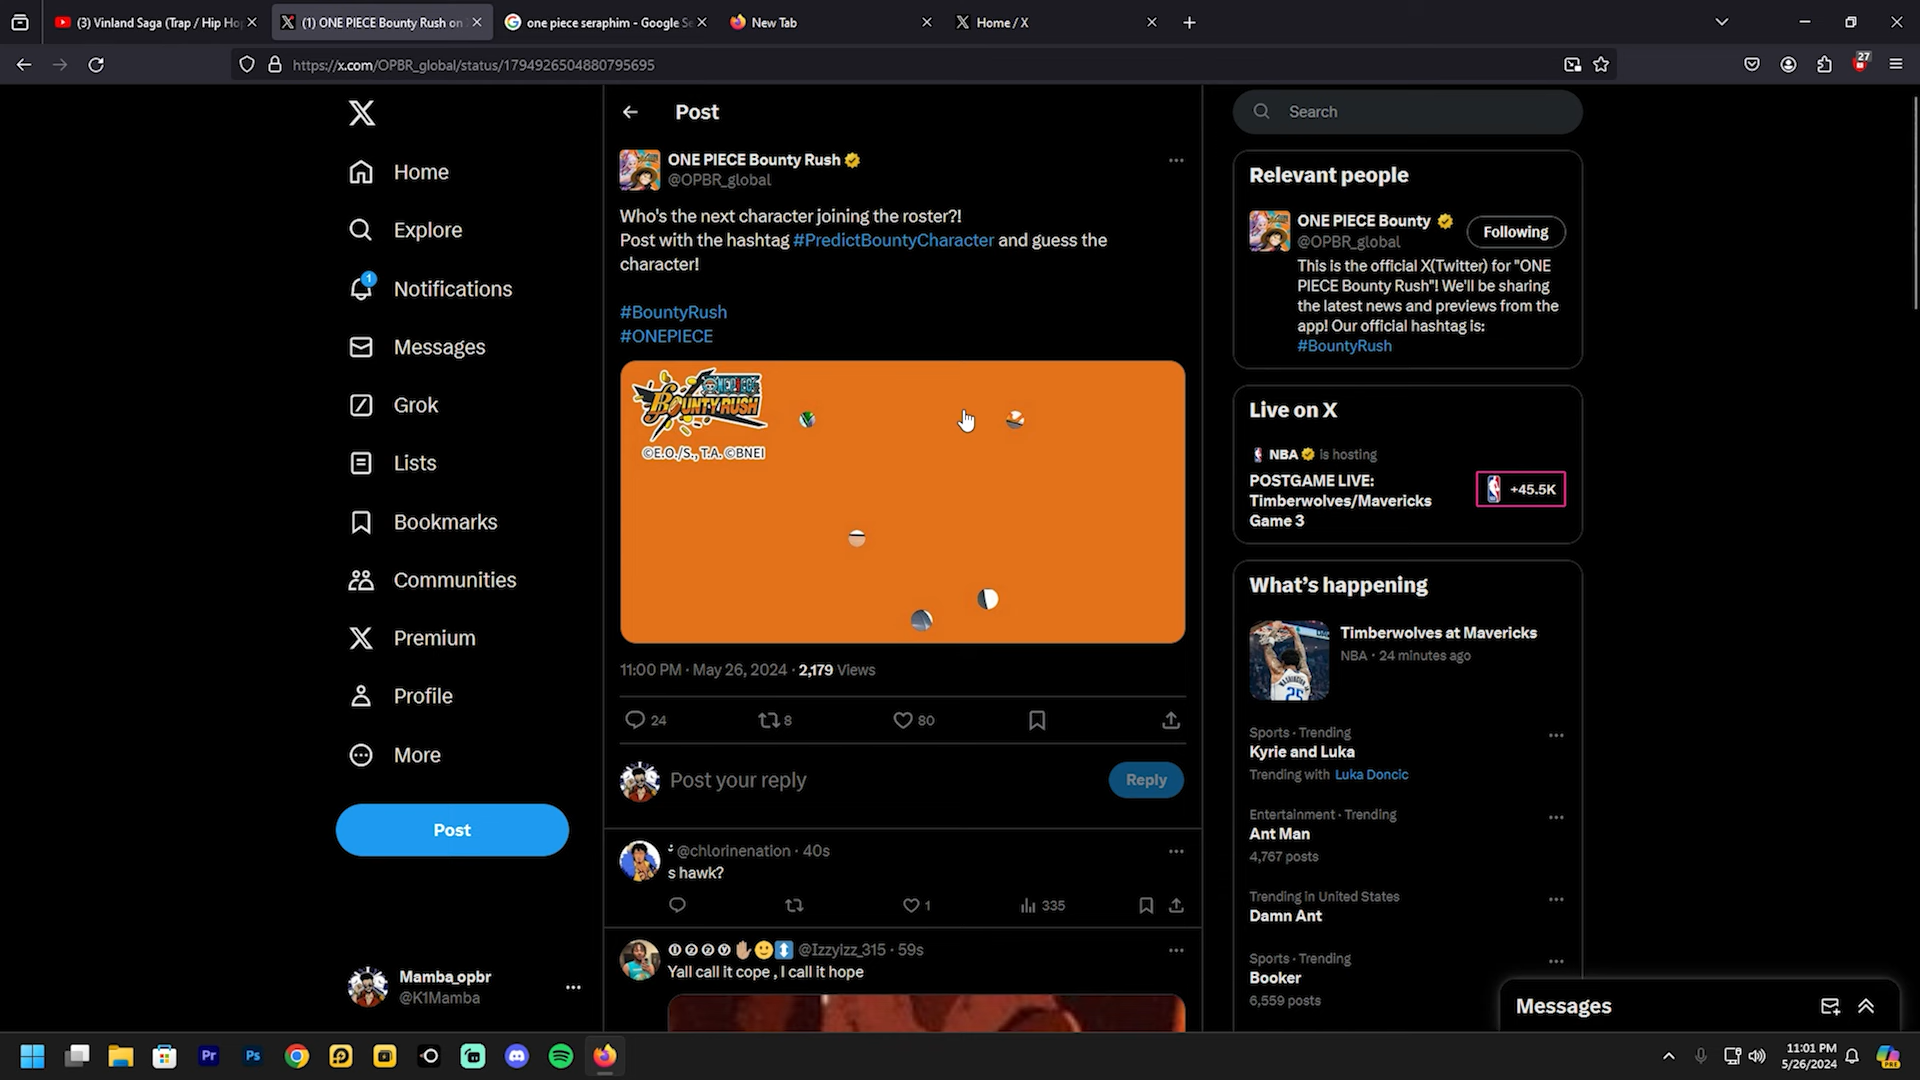 (3) Vinland Saga (Trap / Hip Ho
(1) ONE PIECE Bounty Rush on
one piece seraphim - Google Se
New Tab
Home / X
https://x.com/OPBR_global/status/1794926504880795695
27
Home
Explore
1
Notifications
Messages
Grok
Lists
Bookmarks
Communities
Premium
Profile
More
Post
Mamba_opbr
@K1Mamba
Post
ONE PIECE Bounty Rush
@OPBR_global
Who's the next character joining the roster?!
Post with the hashtag #PredictBountyCharacter and guess the
character!
#BountyRush
#ONEPIECE
ONE PIECE
BOUNTY RUSH
©E.O./S., T.A. ©BNEI
11:00 PM · May 26, 2024 · 2,179 Views
24
8
80
Post your reply
Reply
@chlorinenation · 40s
s hawk?
1
335
@Izzyizz_315 · 59s
Yall call it cope , I call it hope
Search
Relevant people
ONE PIECE Bounty
@OPBR_global
Following
This is the official X(Twitter) for "ONE
PIECE Bounty Rush"! We'll be sharing
the latest news and previews from the
app! Our official hashtag is:
#BountyRush
Live on X
NBA is hosting
POSTGAME LIVE:
Timberwolves/Mavericks
Game 3
+45.5K
What's happening
Timberwolves at Mavericks
NBA · 24 minutes ago
Sports · Trending
Kyrie and Luka
Trending with Luka Doncic
Entertainment · Trending
Ant Man
4,767 posts
Trending in United States
Damn Ant
Sports · Trending
Booker
6,559 posts
Messages
Pr
Ps
11:01 PM
5/26/2024